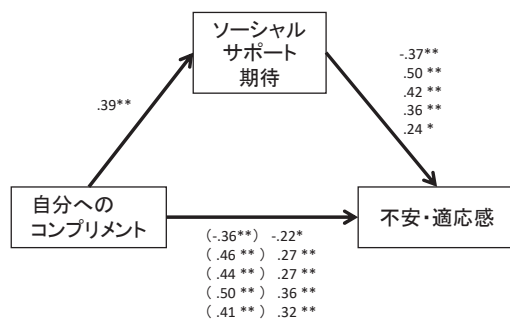 ソーシャル
サポート
期待
-.37**
.50 **
.42 **
.36 **
.24 *
.39**
自分への
コンプリメント
不安・適応感
(-.36**) -.22*
( .46 ** ) .27 **
( .44 ** ) .27 **
( .50 ** ) .36 **
( .41 ** ) .32 **